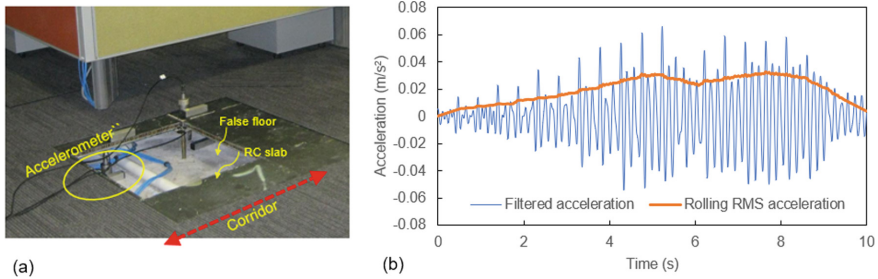 Accelerometer
False floor
RC slab
Corridor
(a)
Acceleration (m/s²)
0.08
0.06
0.04
0.02
0
-0.02
-0.04
-0.06
-0.08
Filtered acceleration
Rolling RMS acceleration
0 2 4 6 8 10
Time (s)
(b)